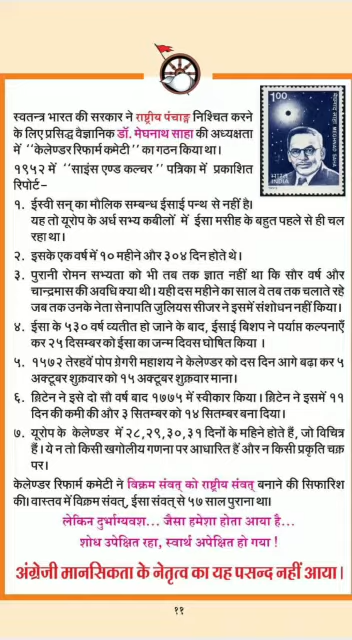 स्वतन्त्र भारत की सरकार ने राष्ट्रीय पंचाङ्ग निश्चित करने
के लिए प्रसिद्ध वैज्ञानिक डॉ. मेघनाथ साहा की अध्यक्षता
में ''केलेण्डर रिफार्म कमेटी '' का गठन किया था।
१९५२ में ''साइंस एण्ड कल्चर '' पत्रिका में प्रकाशित
रिपोर्ट-
1.00
भारत INDIA
MEGHNAD SAHA
१. ईस्वी सन् का मौलिक सम्बन्ध ईसाई पन्थ से नहीं है।
यह तो यूरोप के अर्ध सभ्य कबीलों में ईसा मसीह के बहुत पहले से ही चल
रहा था।
२. इसके एक वर्ष में १० महीने और ३०४ दिन होते थे।
३. पुरानी रोमन सभ्यता को भी तब तक ज्ञात नहीं था कि सौर वर्ष और
चान्द्रमास की अवधि क्या थी। यही दस महीने का साल वे तब तक चलाते रहे
जब तक उनके नेता सेनापति जुलियस सीजर ने इसमें संशोधन नहीं किया।
४. ईसा के ५३० वर्ष व्यतीत हो जाने के बाद, ईसाई बिशप ने पर्याप्त कल्पनाएँ
कर २५ दिसम्बर को ईसा का जन्म दिवस घोषित किया ।
५. १५७२ तेरहवें पोप ग्रेगरी महाशय ने केलेण्डर को दस दिन आगे बढ़ा कर ५
अक्टूबर शुक्रवार को १५ अक्टूबर शुक्रवार माना।
६. ब्रिटेन ने इसे दो सौ वर्ष बाद १७७५ में स्वीकार किया । ब्रिटेन ने इसमें ११
दिन की कमी की और ३ सितम्बर को १४ सितम्बर बना दिया।
७. यूरोप के केलेण्डर में २८,२९,३०,३१ दिनों के महिने होते हैं, जो विचित्र
हैं। ये न तो किसी खगोलीय गणना पर आधारित हैं और न किसी प्रकृति चक्र
पर।
केलेण्डर रिफार्म कमेटी ने विक्रम संवत् को राष्ट्रीय संवत् बनाने की सिफारिश
की। वास्तव में विक्रम संवत्, ईसा संवत् से ५७ साल पुराना था।
लेकिन दुर्भाग्यवश... जैसा हमेशा होता आया है...
शोध उपेक्षित रहा, स्वार्थ अपेक्षित हो गया !
अंग्रेजी मानसिकता के नेतृत्व का यह पसन्द नहीं आया।
११